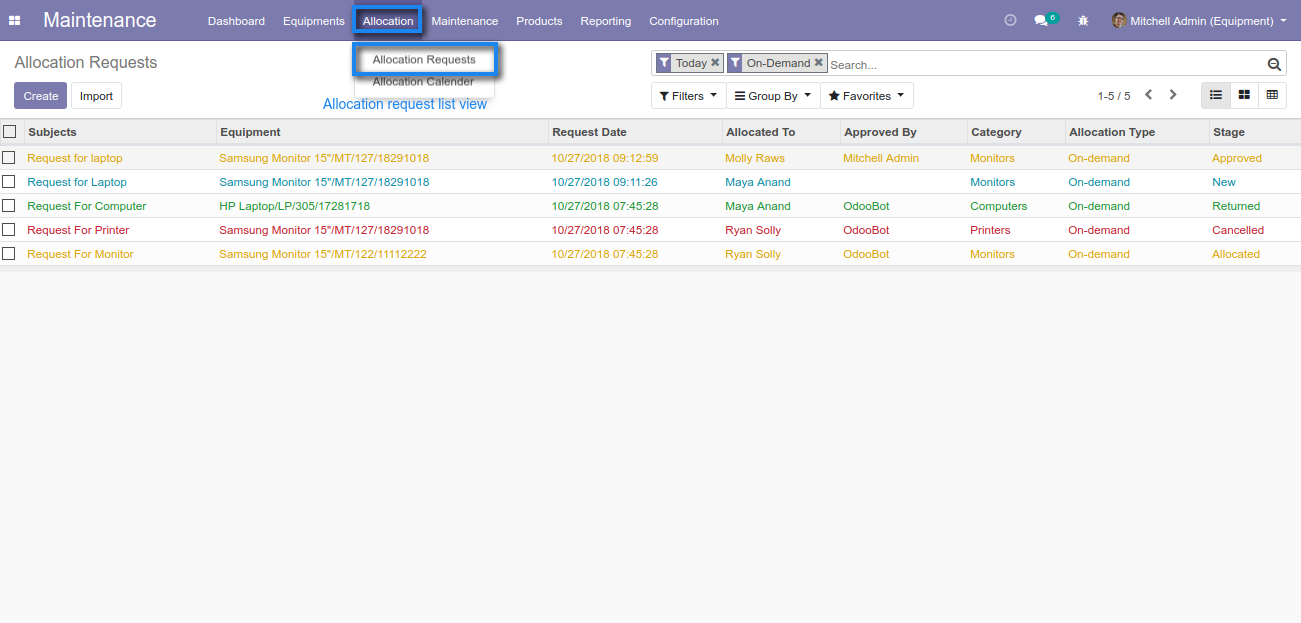 Maintenance Dashboard Equipments Allocation Maintenance Products Reporting Configuration 6 Mitchell Admin (Equipment)
Allocation Requests
Allocation Calender
Allocation Requests
Today On-Demand Search...
Create Import
Allocation request list view
Filters Group By Favorites 1-5 / 5
Subjects Equipment Request Date Allocated To Approved By Category Allocation Type Stage
Request for laptop Samsung Monitor 15"/MT/127/18291018 10/27/2018 09:12:59 Molly Raws Mitchell Admin Monitors On-demand Approved
Request for Laptop Samsung Monitor 15"/MT/127/18291018 10/27/2018 09:11:26 Maya Anand Monitors On-demand New
Request For Computer HP Laptop/LP/305/17281718 10/27/2018 07:45:28 Maya Anand OdooBot Computers On-demand Returned
Request For Printer Samsung Monitor 15"/MT/127/18291018 10/27/2018 07:45:28 Ryan Solly OdooBot Printers On-demand Cancelled
Request For Monitor Samsung Monitor 15"/MT/122/11112222 10/27/2018 07:45:28 Ryan Solly OdooBot Monitors On-demand Allocated